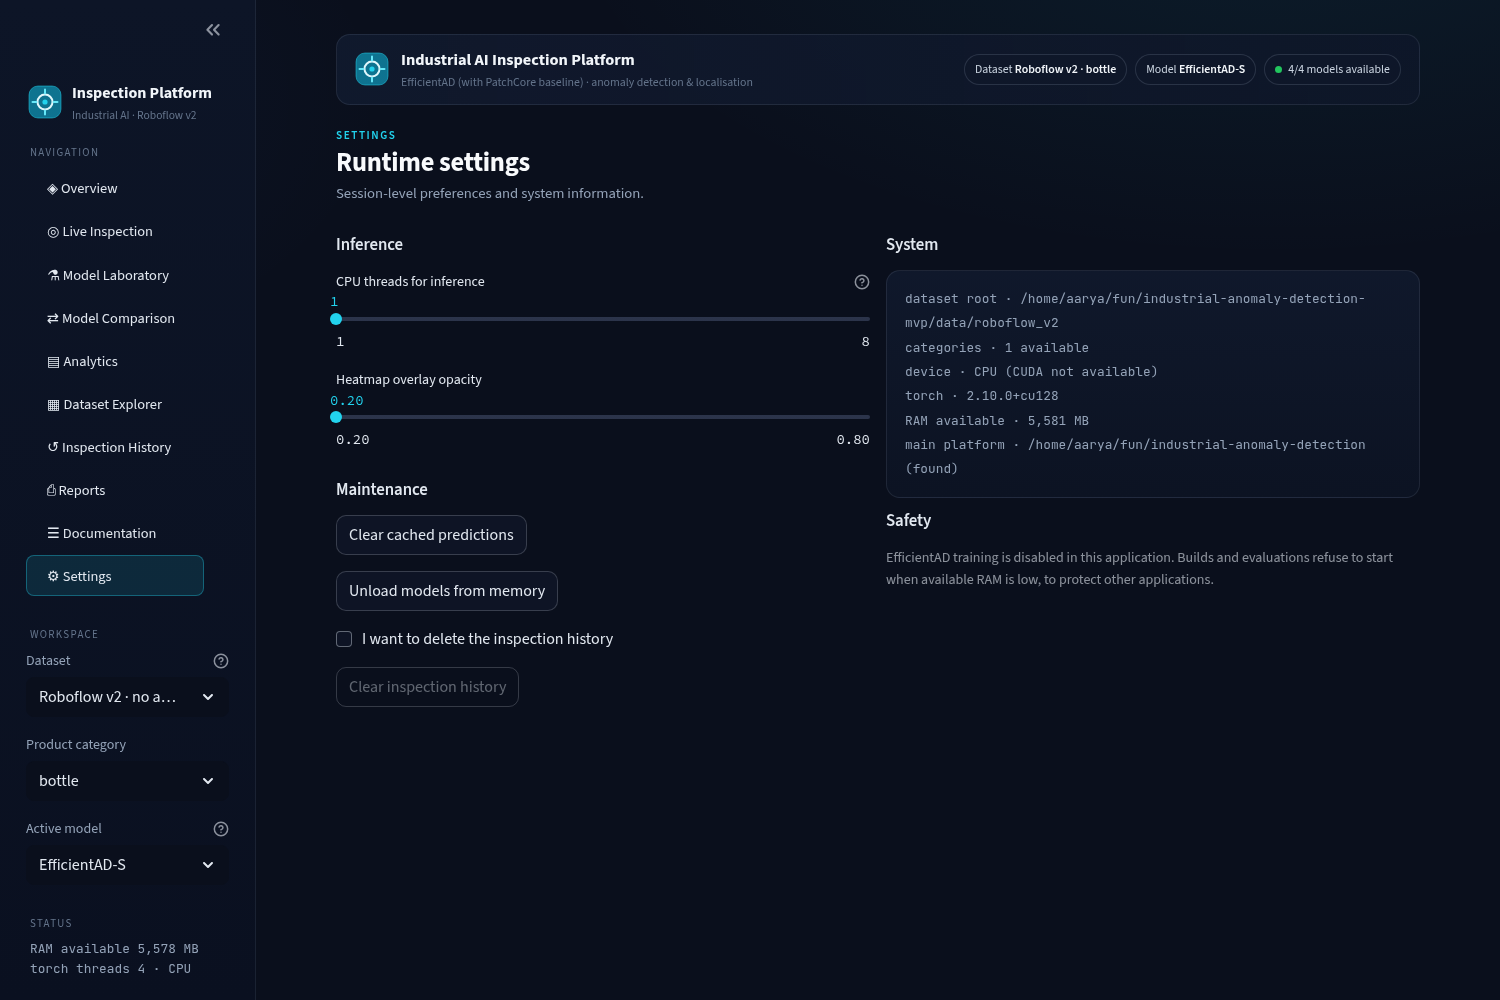 Inspection Platform
Industrial AI · Roboflow v2
NAVIGATION
◈ Overview
◎ Live Inspection
⚗ Model Laboratory
⇄ Model Comparison
▤ Analytics
▦ Dataset Explorer
↺ Inspection History
⎙ Reports
☰ Documentation
⚙ Settings
WORKSPACE
Dataset
Roboflow v2 · no a…
Product category
bottle
Active model
EfficientAD-S
STATUS
RAM available 5,578 MB
torch threads 4 · CPU
Industrial AI Inspection Platform
EfficientAD (with PatchCore baseline) · anomaly detection & localisation
Dataset Roboflow v2 · bottle
Model EfficientAD-S
4/4 models available
SETTINGS
Runtime settings
Session-level preferences and system information.
Inference
CPU threads for inference
1
1 8
Heatmap overlay opacity
0.20
0.20 0.80
Maintenance
Clear cached predictions
Unload models from memory
I want to delete the inspection history
Clear inspection history
System
dataset root · /home/aarya/fun/industrial-anomaly-detection-
mvp/data/roboflow_v2
categories · 1 available
device · CPU (CUDA not available)
torch · 2.10.0+cu128
RAM available · 5,581 MB
main platform · /home/aarya/fun/industrial-anomaly-detection
(found)
Safety
EfficientAD training is disabled in this application. Builds and evaluations refuse to start
when available RAM is low, to protect other applications.